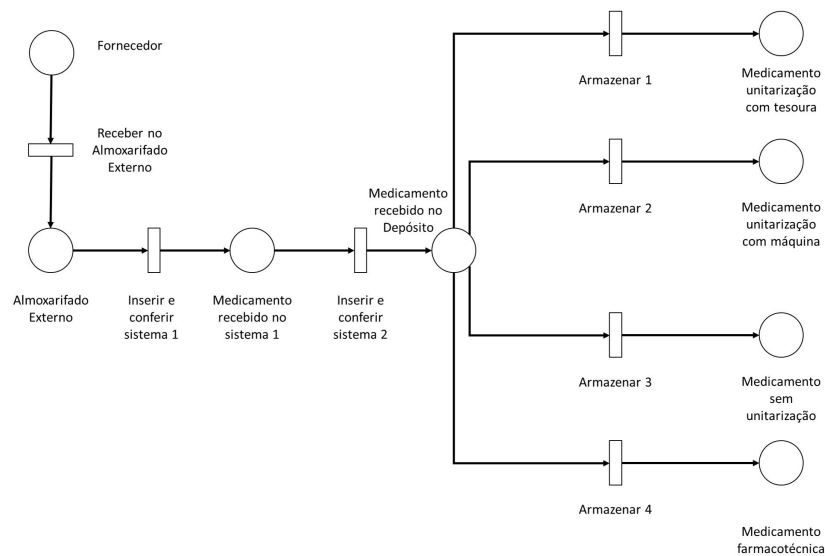 Fornecedor
Receber no
Almoxarifado
Externo
Almoxarifado
Externo
Inserir e
conferir
sistema 1
Medicamento
recebido no
sistema 1
Inserir e
conferir
sistema 2
Medicamento
recebido no
Depósito
Armazenar 1
Medicamento
unitarização
com tesoura
Armazenar 2
Medicamento
unitarização
com máquina
Armazenar 3
Medicamento
sem
unitarização
Armazenar 4
Medicamento
farmacotécnica